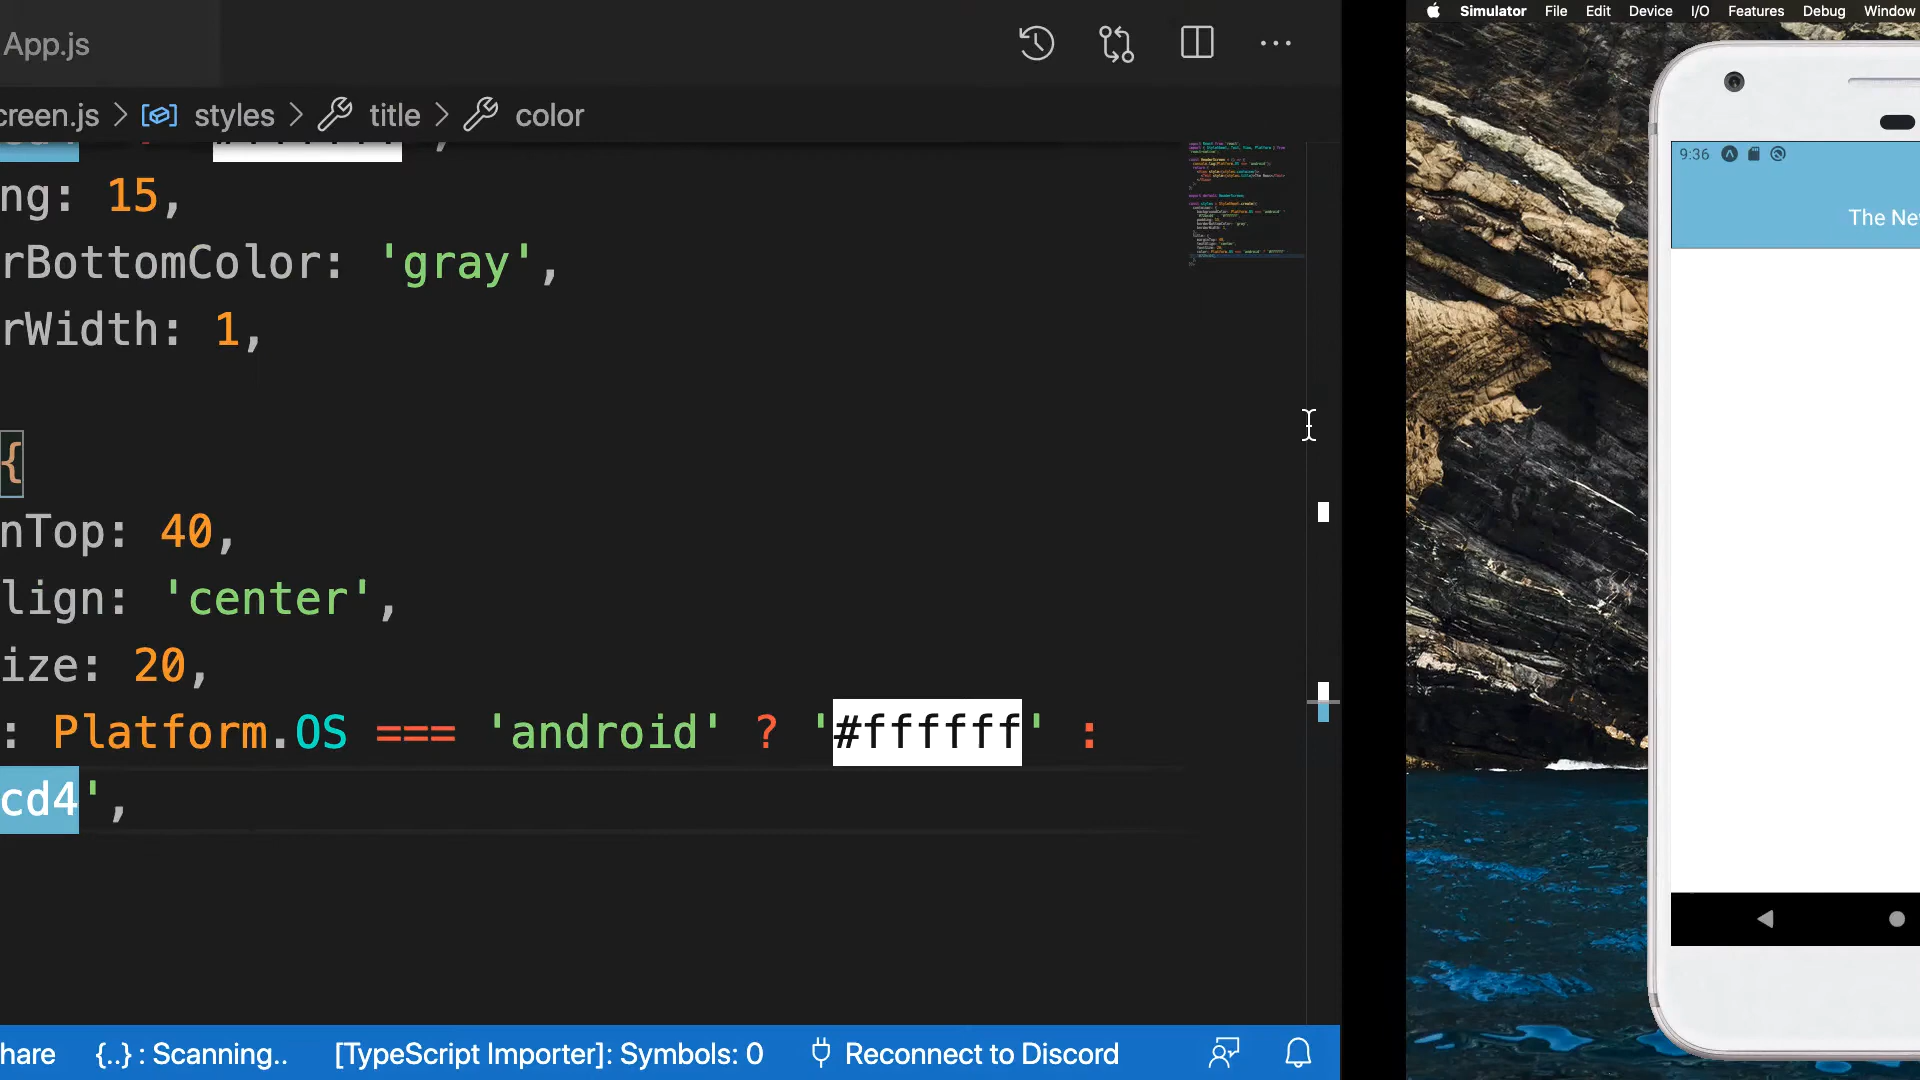 App.js
Simulator File Edit Device I/O Features Debug Window
creen.js > styles > title > color
ng: 15,
rBottomColor: 'gray',
rWidth: 1,
{
nTop: 40,
lign: 'center',
ize: 20,
: Platform.OS === 'android' ? '#ffffff' :
cd4',
9:36
The Ne
hare {..} : Scanning.. [TypeScript Importer]: Symbols: 0 Reconnect to Discord